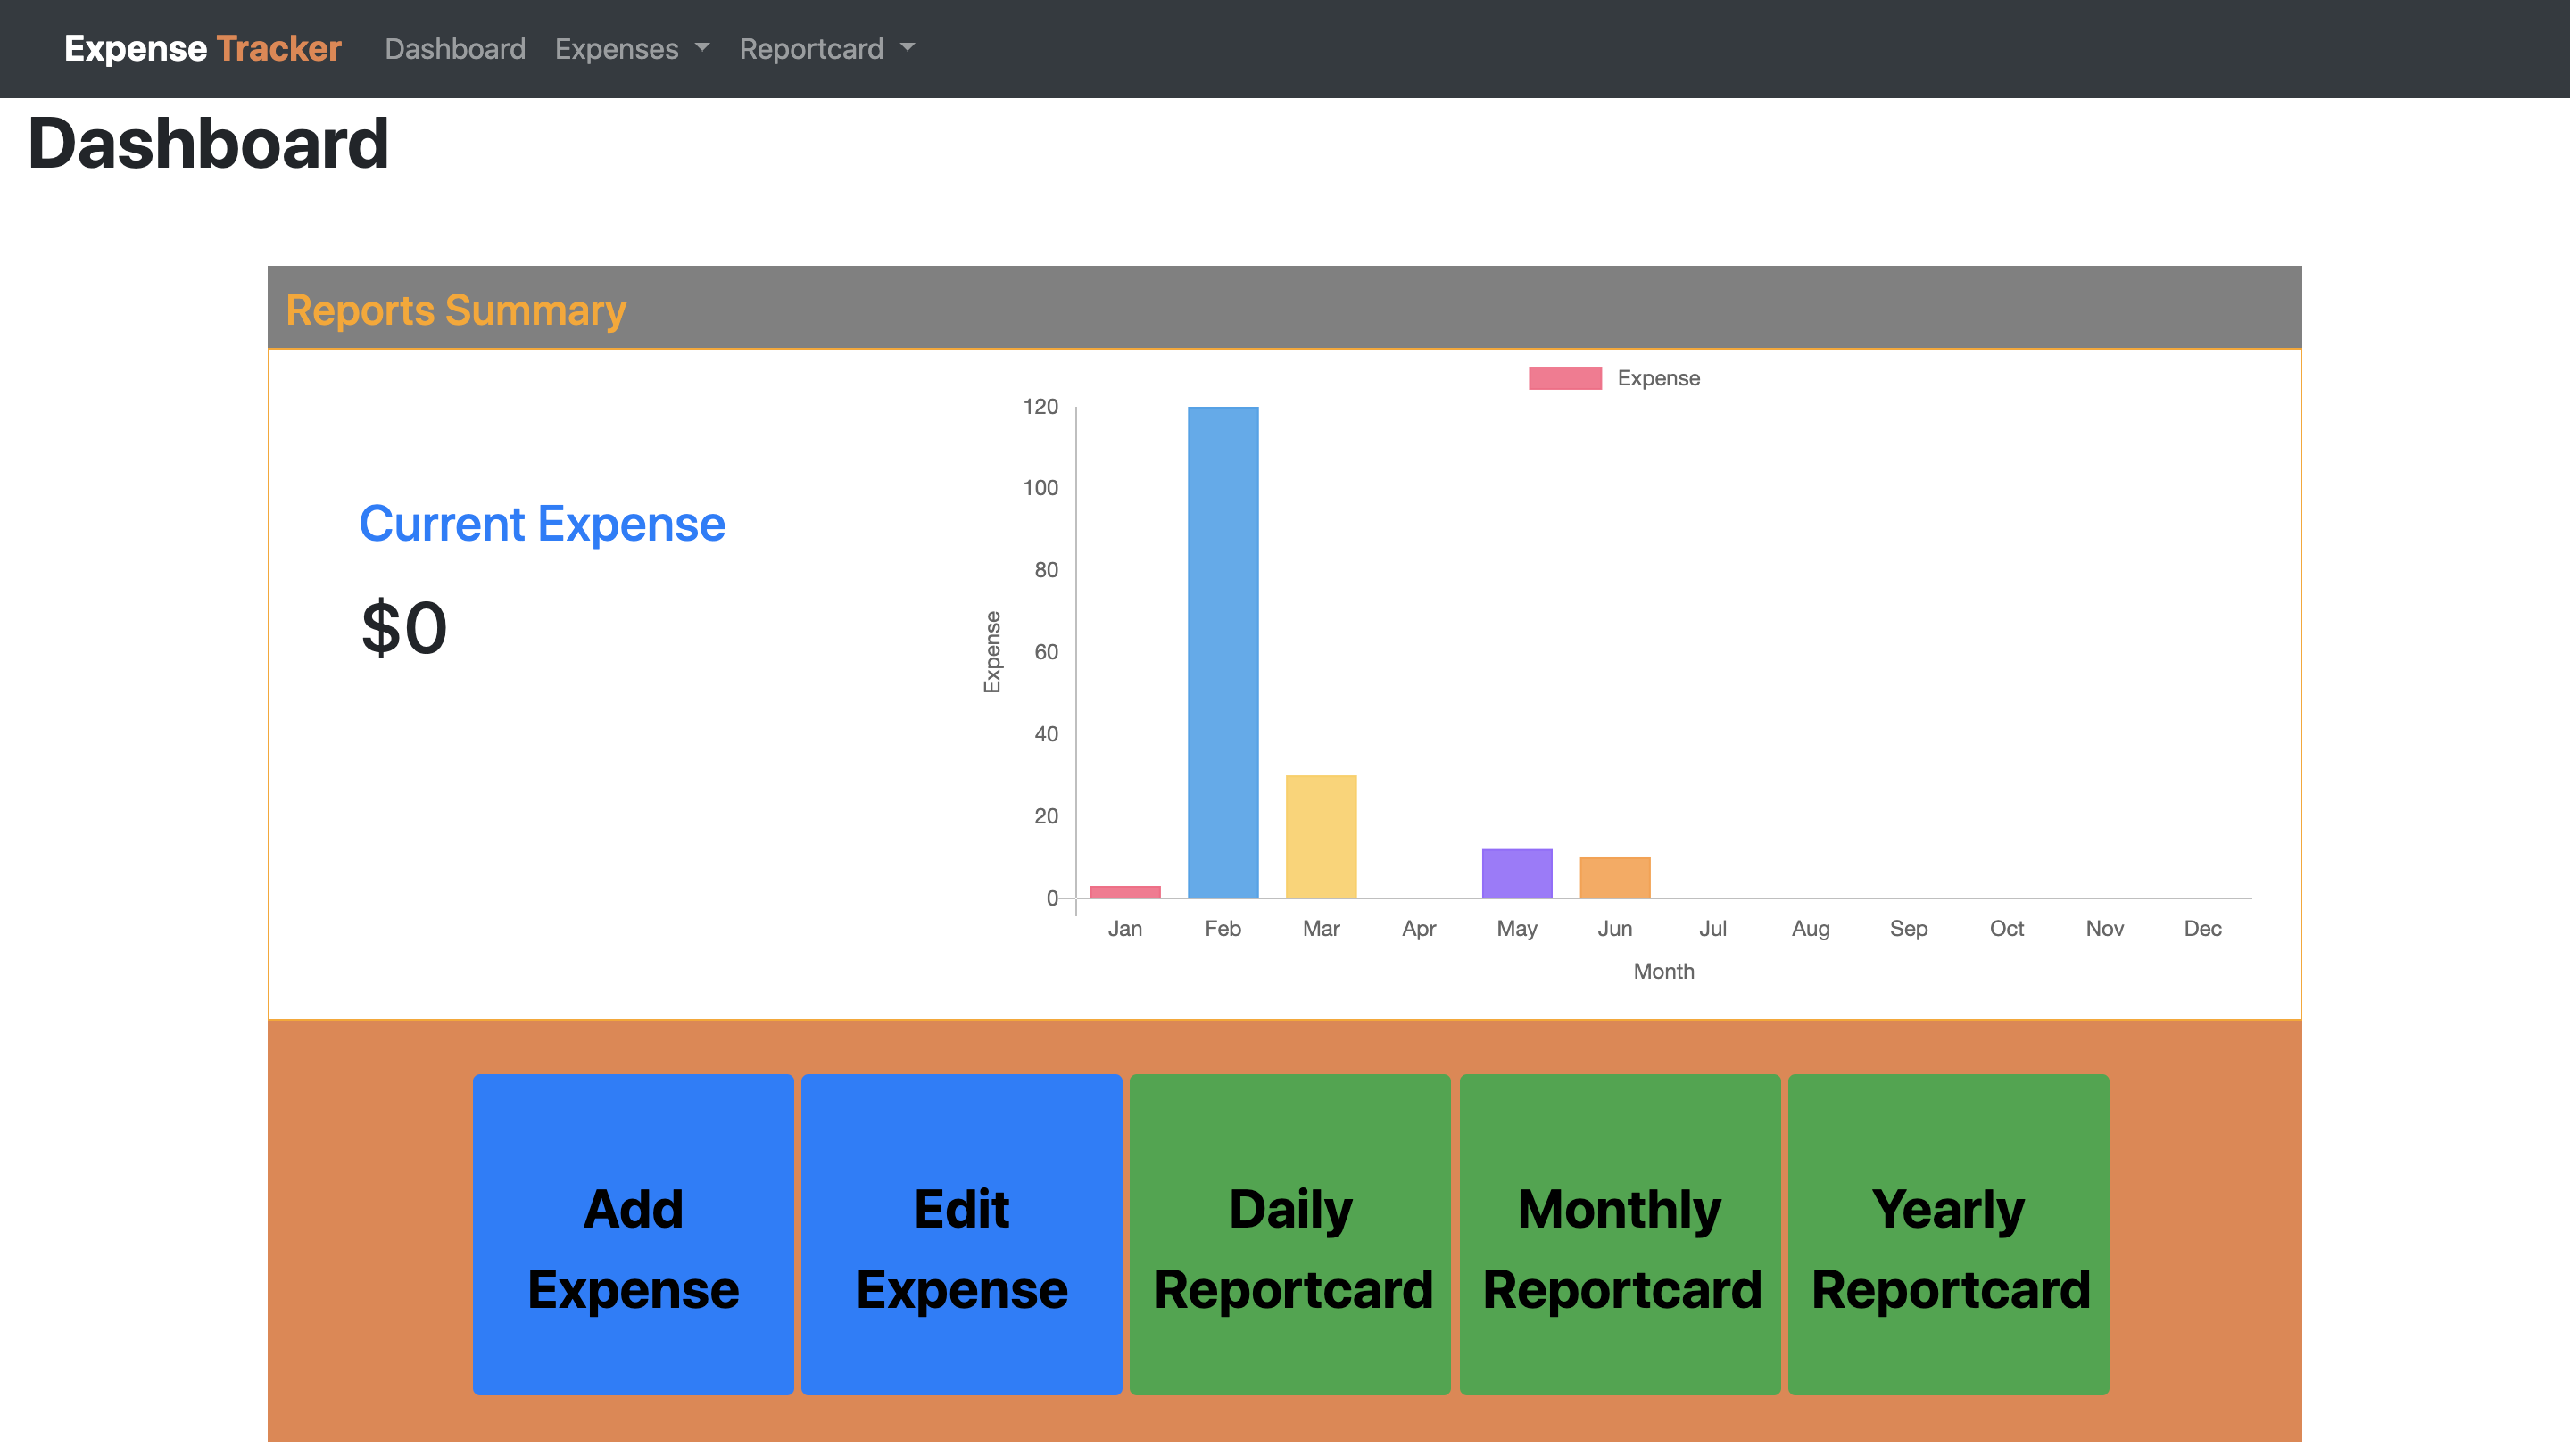 Expense Tracker Dashboard Expenses Reportcard
Dashboard
Reports Summary
Current Expense
$0
Expense
120
100
80
60
40
20
0
Expense
Jan Feb Mar Apr May Jun Jul Aug Sep Oct Nov Dec
Month
Add
Expense
Edit
Expense
Daily
Reportcard
Monthly
Reportcard
Yearly
Reportcard